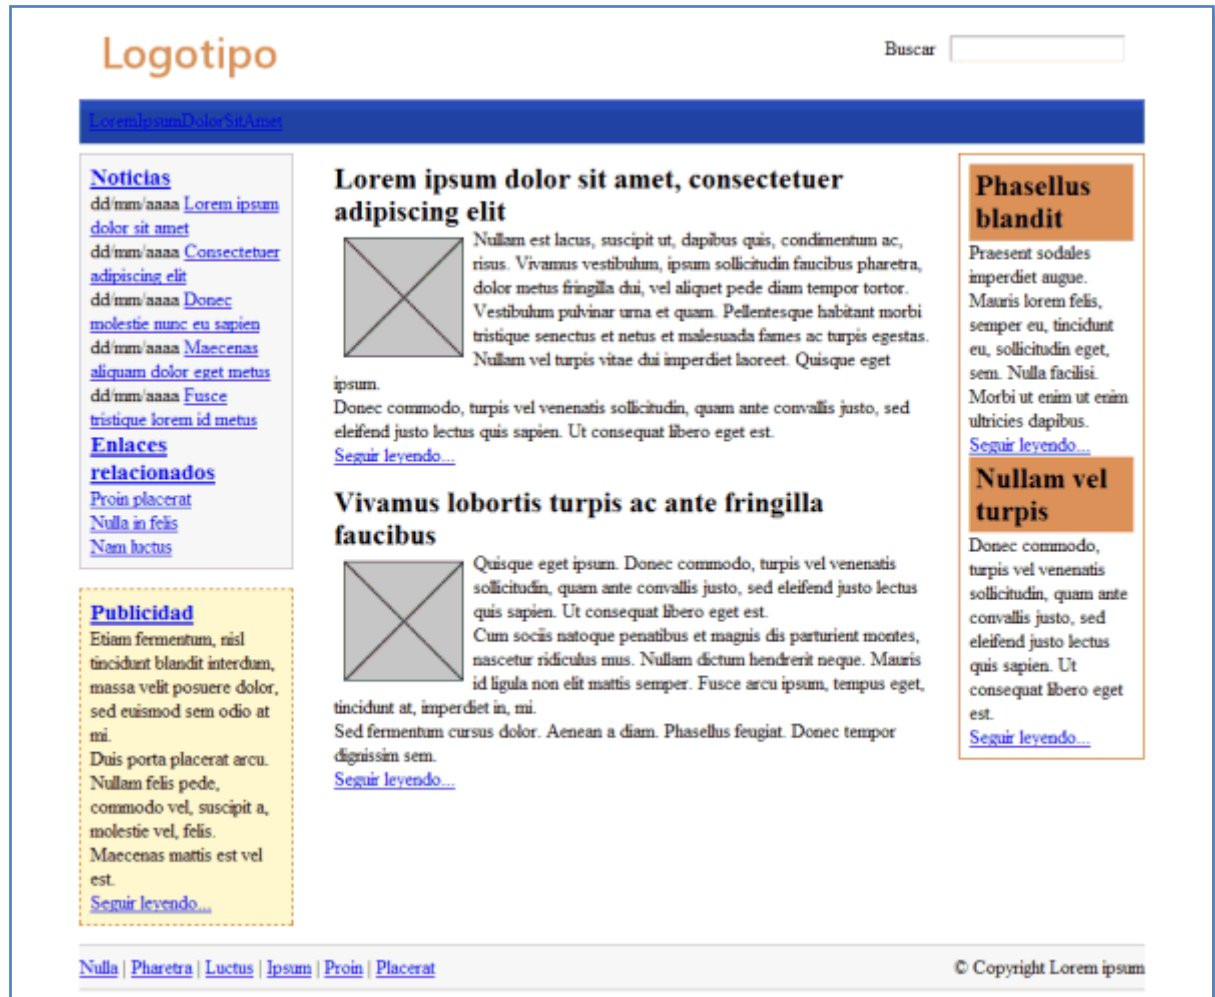 Logotipo
Buscar
LoremIpsumDolorSitAmet
Noticias
dd/mm/aaaa Lorem ipsum
dolor sit amet
dd/mm/aaaa Consectetuer
adipiscing elit
dd/mm/aaaa Donec
molestie nunc eu sapien
dd/mm/aaaa Maecenas
aliquam dolor eget metus
dd/mm/aaaa Fusce
tristique lorem id metus
Enlaces
relacionados
Proin placerat
Nulla in felis
Nam luctus
Publicidad
Etiam fermentum, nisl
tincidunt blandit interdum,
massa velit posuere dolor,
sed euismod sem odio at
mi.
Duis porta placerat arcu.
Nullam felis pede,
commodo vel, suscipit a,
molestie vel, felis.
Maecenas mattis est vel
est.
Seguir leyendo...
Lorem ipsum dolor sit amet, consectetuer
adipiscing elit
Nullam est lacus, suscipit ut, dapibus quis, condimentum ac,
risus. Vivamus vestibulum, ipsum sollicitudin faucibus pharetra,
dolor metus fringilla dui, vel aliquet pede diam tempor tortor.
Vestibulum pulvinar urna et quam. Pellentesque habitant morbi
tristique senectus et netus et malesuada fames ac turpis egestas.
Nullam vel turpis vitae dui imperdiet laoreet. Quisque eget
ipsum.
Donec commodo, turpis vel venenatis sollicitudin, quam ante convallis justo, sed
eleifend justo lectus quis sapien. Ut consequat libero eget est.
Seguir leyendo...
Vivamus lobortis turpis ac ante fringilla
faucibus
Quisque eget ipsum. Donec commodo, turpis vel venenatis
sollicitudin, quam ante convallis justo, sed eleifend justo lectus
quis sapien. Ut consequat libero eget est.
Cum sociis natoque penatibus et magnis dis parturient montes,
nascetur ridiculus mus. Nullam dictum hendrerit neque. Mauris
id ligula non elit mattis semper. Fusce arcu ipsum, tempus eget,
tincidunt at, imperdiet in, mi.
Sed fermentum cursus dolor. Aenean a diam. Phasellus feugiat. Donec tempor
dignissim sem.
Seguir leyendo...
Phasellus
blandit
Praesent sodales
imperdiet augue.
Mauris lorem felis,
semper eu, tincidunt
eu, sollicitudin eget,
sem. Nulla facilisi.
Morbi ut enim ut enim
ultricies dapibus.
Seguir leyendo...
Nullam vel
turpis
Donec commodo,
turpis vel venenatis
sollicitudin, quam ante
convallis justo, sed
eleifend justo lectus
quis sapien. Ut
consequat libero eget
est.
Seguir leyendo...
Nulla | Pharetra | Luctus | Ipsum | Proin | Placerat
© Copyright Lorem ipsum